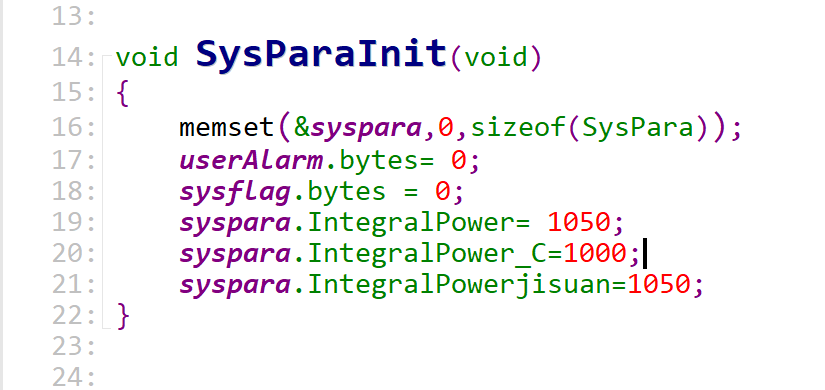 13:
14: void SysParaInit(void)
15: {
16: memset(&syspara,0,sizeof(SysPara));
17: userAlarm.bytes= 0;
18: sysflag.bytes = 0;
19: syspara.IntegralPower= 1050;
20: syspara.IntegralPower_C=1000;
21: syspara.IntegralPowerjisuan=1050;
22: }
23:
24: